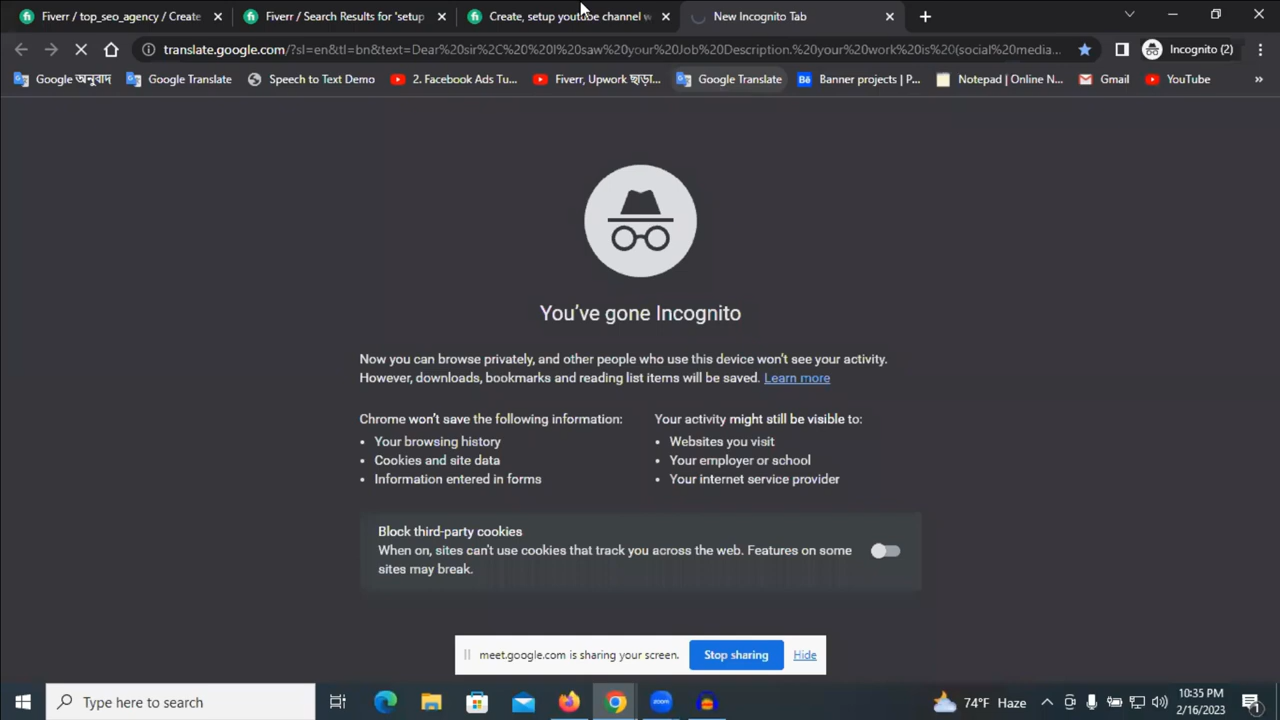 Fiverr / top_seo_agency / Create
Fiverr / Search Results for 'setup
Create, setup youtube channel w
New Incognito Tab
translate.google.com/?sl=en&tl=bn&text=Dear%20sir%2C%20%20I%20saw%20your%20Job%20Description.%20your%20work%20is%20(social%20media...
Incognito (2)
Google অনুবাদ
Google Translate
Speech to Text Demo
2. Facebook Ads Tu...
Fiverr, Upwork ছাড়া...
Google Translate
Bē Banner projects | P...
Notepad | Online N...
Gmail
YouTube
»
You've gone Incognito
Now you can browse privately, and other people who use this device won't see your activity.
However, downloads, bookmarks and reading list items will be saved. Learn more
Chrome won't save the following information:
• Your browsing history
• Cookies and site data
• Information entered in forms
Your activity might still be visible to:
• Websites you visit
• Your employer or school
• Your internet service provider
Block third-party cookies
When on, sites can't use cookies that track you across the web. Features on some
sites may break.
meet.google.com is sharing your screen.
Stop sharing
Hide
Type here to search
zoom
74°F Haze
10:35 PM
2/16/2023
1